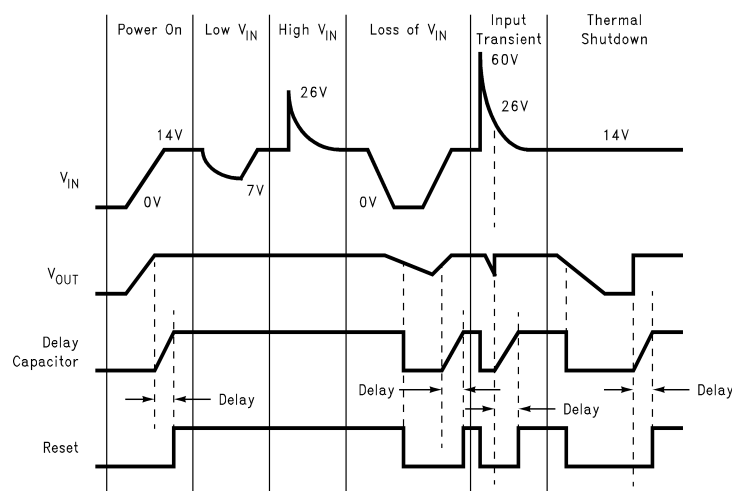 Power On
Low VIN
High VIN
Loss of VIN
Input
Transient
Thermal
Shutdown
60V
26V
26V
14V
14V
VIN
0V
7V
0V
VOUT
Delay
Capacitor
Delay
Delay
Delay
Delay
Reset